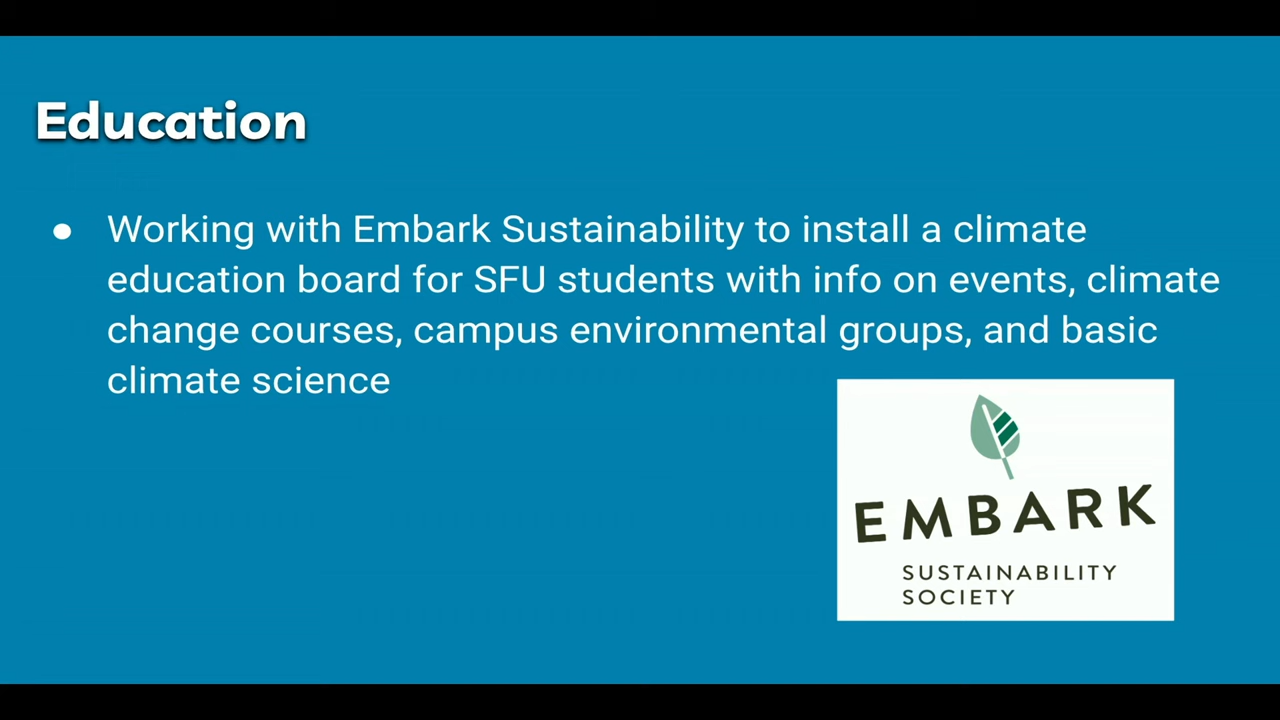 Education
● Working with Embark Sustainability to install a climate
education board for SFU students with info on events, climate
change courses, campus environmental groups, and basic
climate science
EMBARK
SUSTAINABILITY
SOCIETY